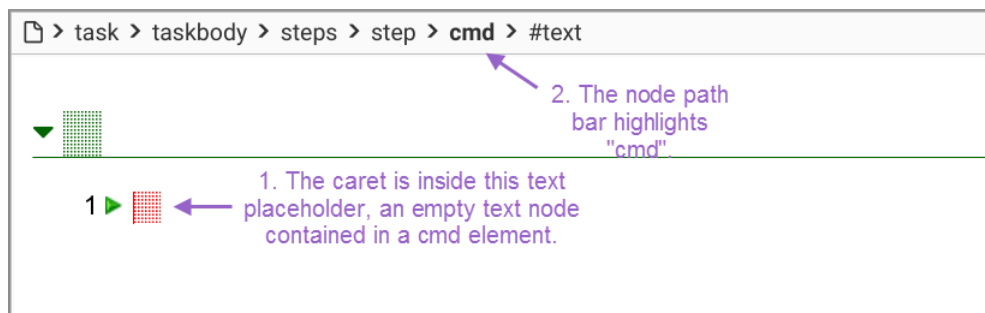 > task > taskbody > steps > step > cmd > #text
2. The node path
bar highlights
"cmd".
1. The caret is inside this text
placeholder, an empty text node
contained in a cmd element.
1